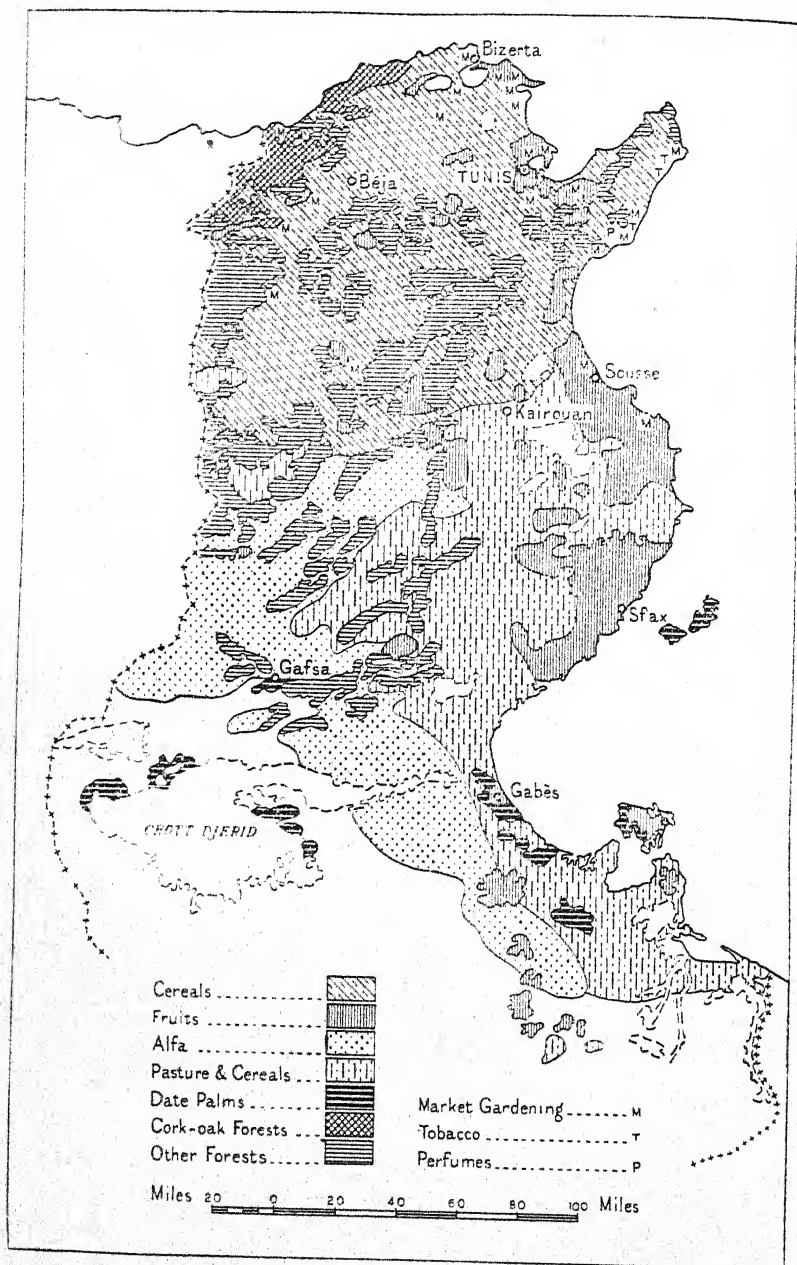 Bizerta
M
M
M
M
M
M
M
M
M
M
M
TUNIS
Béja
T
T
M
M
M
M
M
P
T
M
M
M
M
M
Sousse
Kairouan
M
Sfax
Gafsa
Gabès
CHOTT DJERID
Cereals
Fruits
Alfa
Pasture & Cereals
Date Palms
Cork-oak Forests
Other Forests
Market Gardening M
Tobacco T
Perfumes P
Miles 20 0 20 40 60 80 100 Miles